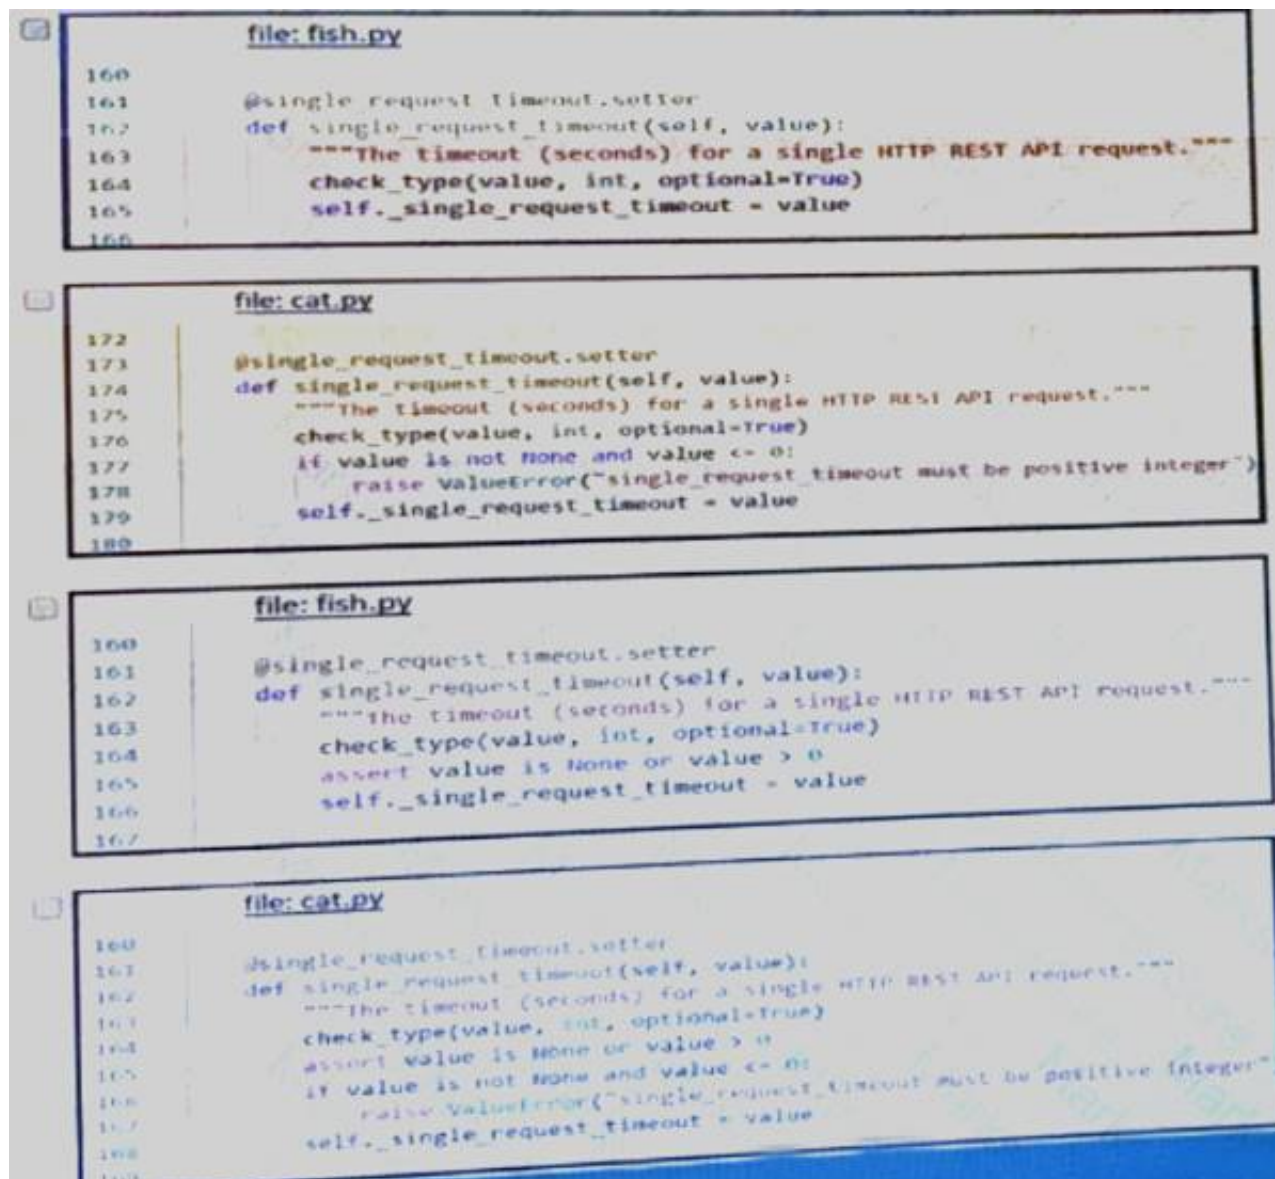 file: fish.py
160
161 @single_request_timeout.setter
162 def single_request_timeout(self, value):
163 """The timeout (seconds) for a single HTTP REST API request."""
164 check_type(value, int, optional=True)
165 self._single_request_timeout = value
166
file: cat.py
172
173 @single_request_timeout.setter
174 def single_request_timeout(self, value):
175 """The timeout (seconds) for a single HTTP REST API request."""
176 check_type(value, int, optional=True)
177 if value is not None and value <= 0:
178 raise ValueError("single_request_timeout must be positive integer")
179 self._single_request_timeout = value
180
file: fish.py
160
161 @single_request_timeout.setter
162 def single_request_timeout(self, value):
163 """The timeout (seconds) for a single HTTP REST API request."""
164 check_type(value, int, optional=True)
165 assert value is None or value > 0
166 self._single_request_timeout = value
167
file: cat.py
160
161 @single_request_timeout.setter
162 def single_request_timeout(self, value):
163 """The timeout (seconds) for a single HTTP REST API request."""
164 check_type(value, int, optional=True)
165 assert value is None or value > 0
166 if value is not None and value <= 0:
167 raise ValueError("single_request_timeout must be positive integer"
168 self._single_request_timeout = value